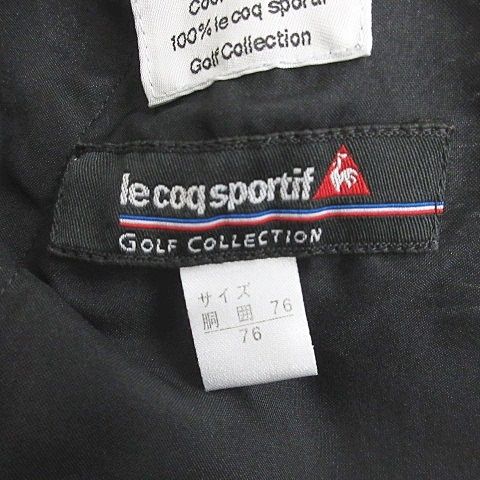 100% le coq sportif
Golf Collection
le coq sportif
GOLF COLLECTION
サイズ
胴囲 76
76